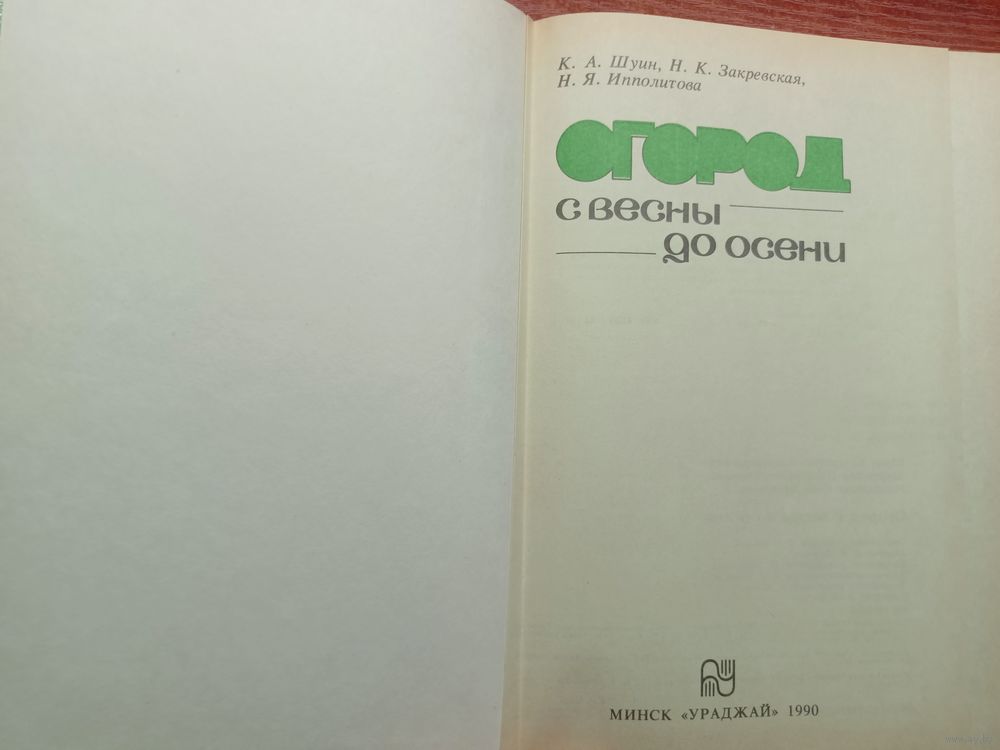 К. А. Шуин, Н. К. Закревская,
Н. Я. Ипполитова
ОГОРОД
С ВЕСНЫ
ДО ОСЕНИ
МИНСК «УРАДЖАЙ» 1990